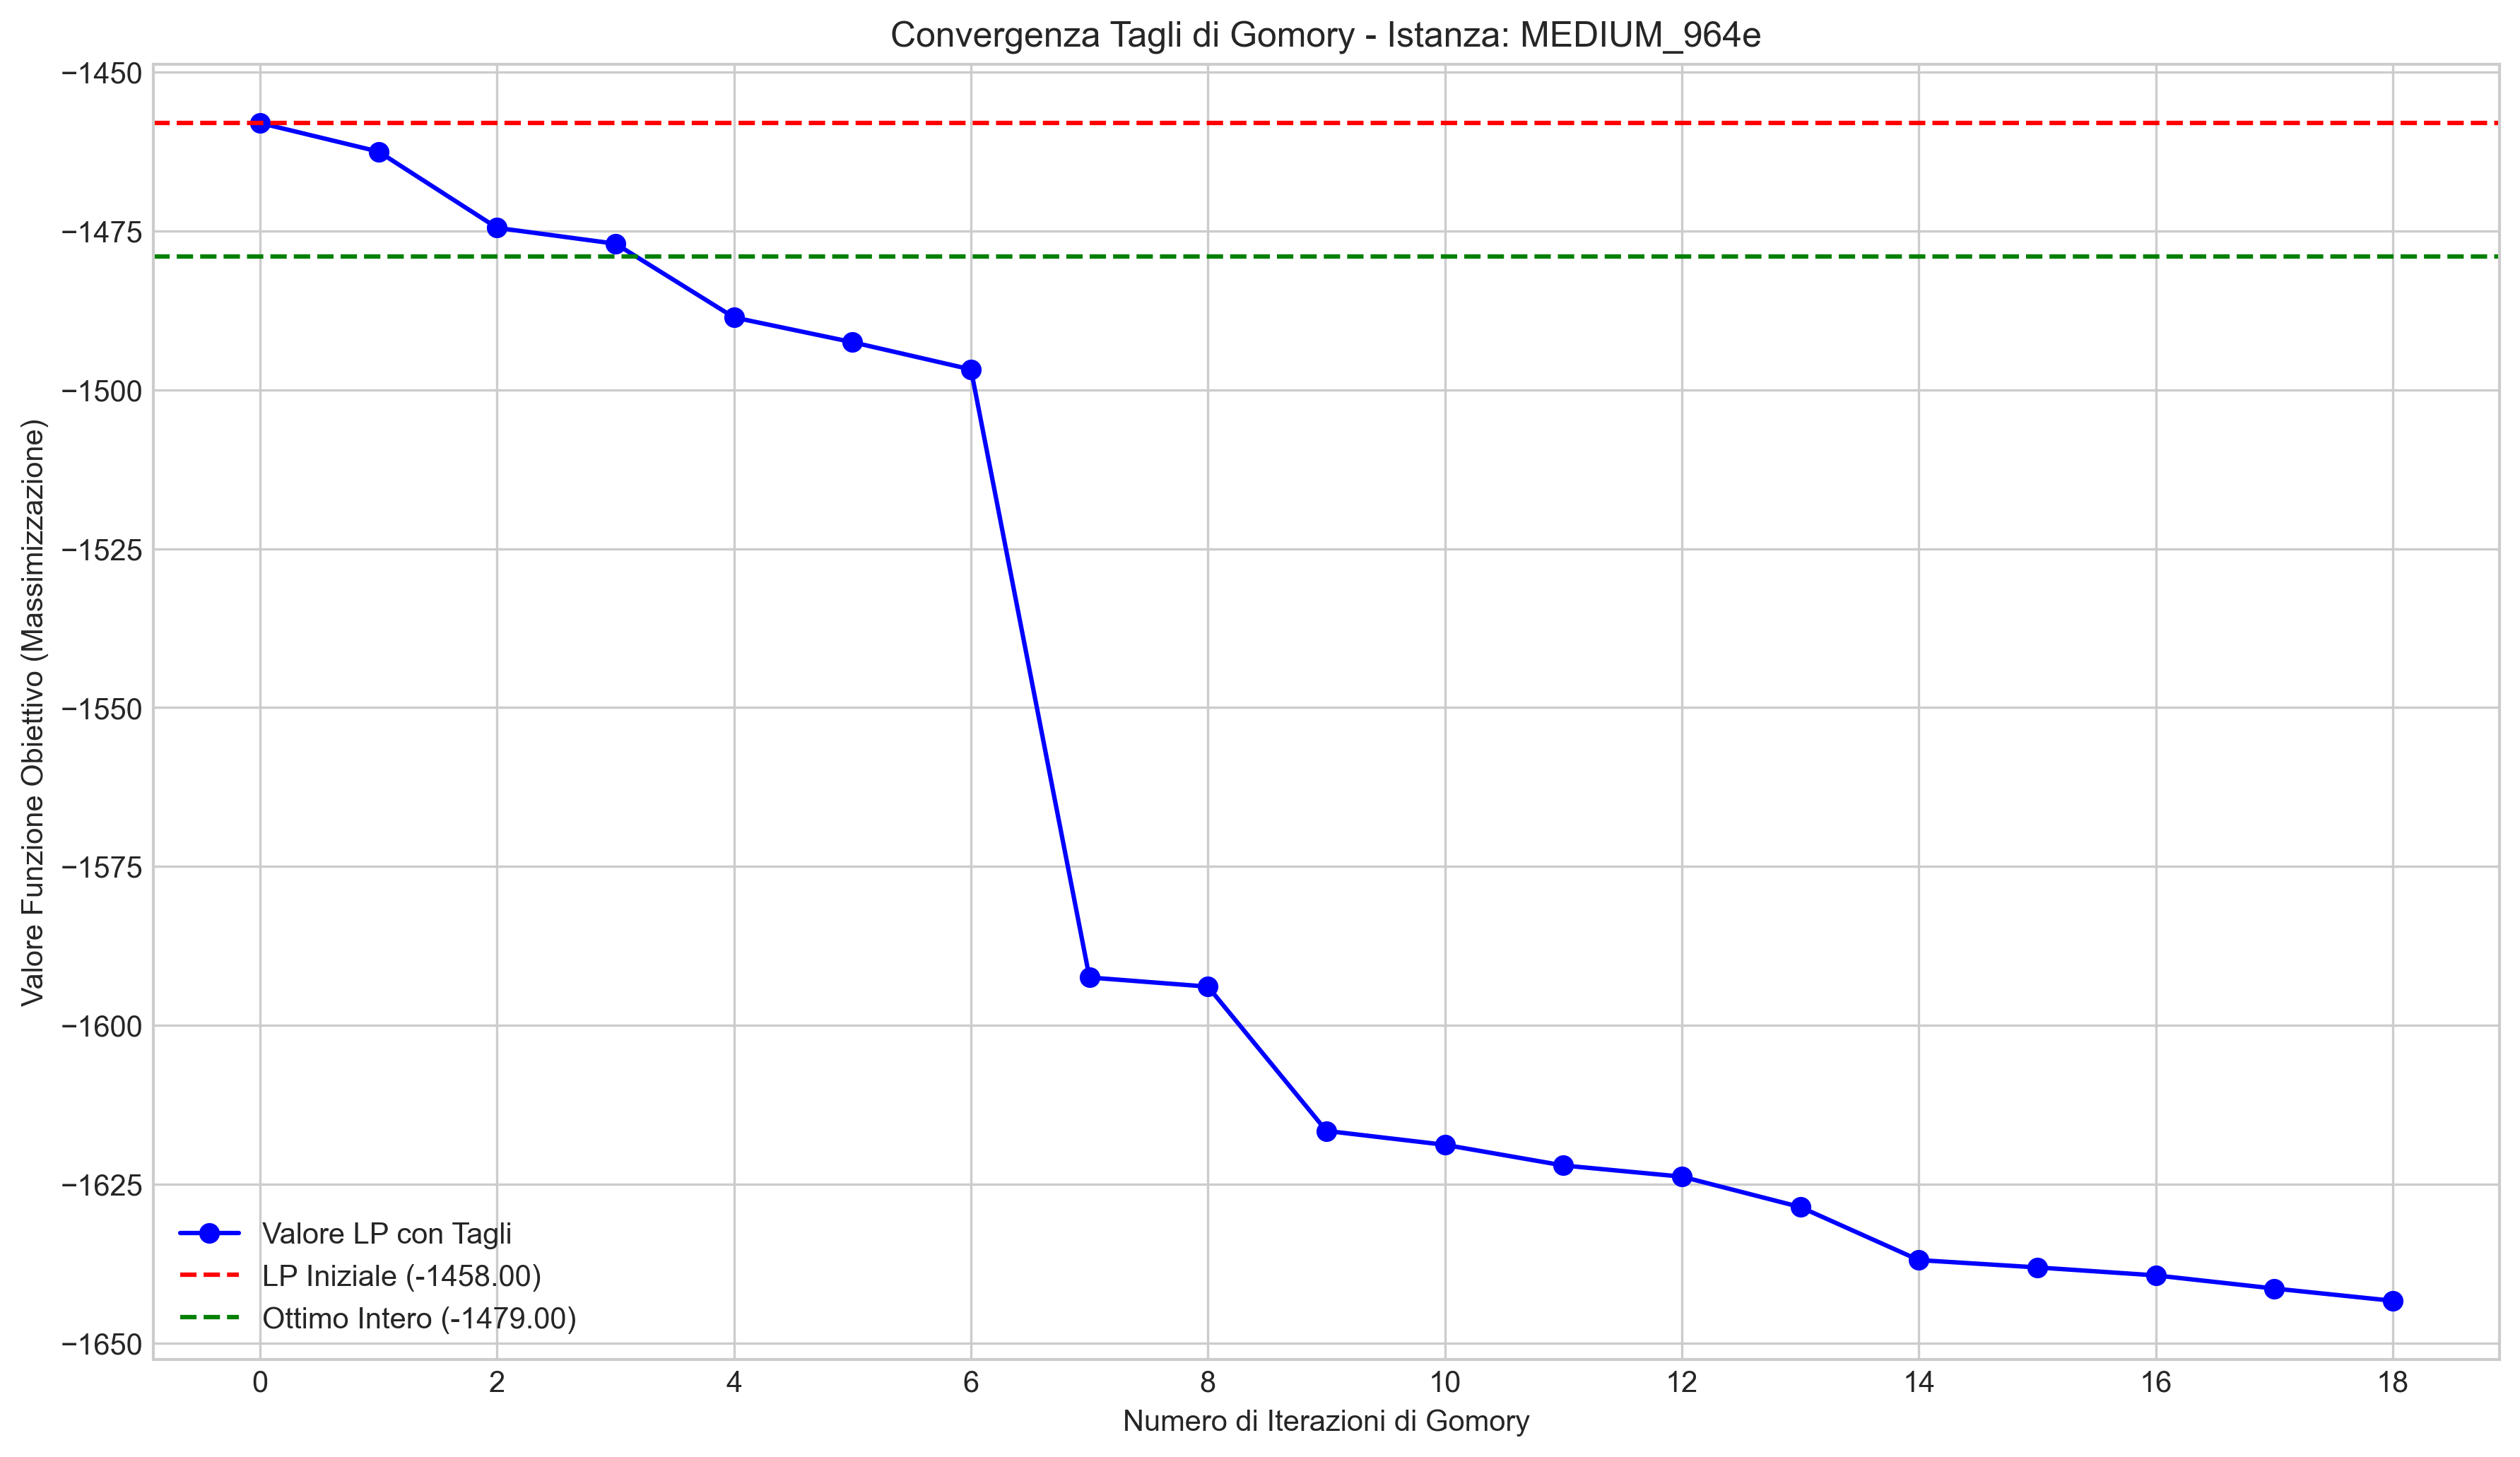 Convergenza Tagli di Gomory - Istanza: MEDIUM_964e
Valore Funzione Obiettivo (Massimizzazione)
−1450
−1475
−1500
−1525
−1550
−1575
−1600
−1625
−1650
Valore LP con Tagli
LP Iniziale (-1458.00)
Ottimo Intero (-1479.00)
0 2 4 6 8 10 12 14 16 18
Numero di Iterazioni di Gomory